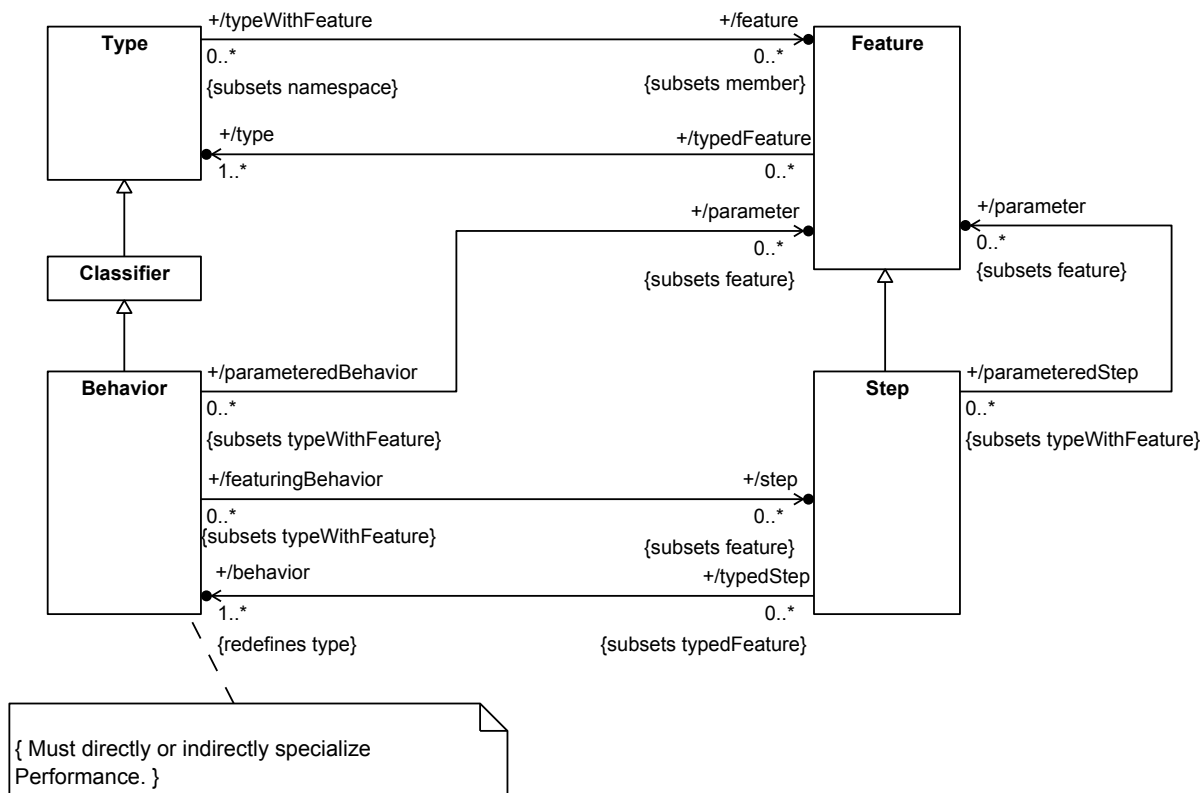 +/typeWithFeature
+/feature
Type
Feature
0..*
0..*
{subsets namespace}
{subsets member}
+/type
+/typedFeature
1..*
0..*
+/parameter
+/parameter
0..*
0..*
{subsets feature}
{subsets feature}
Classifier
+/parameteredBehavior
+/parameteredStep
Behavior
Step
0..*
0..*
{subsets typeWithFeature}
{subsets typeWithFeature}
+/featuringBehavior
+/step
0..*
0..*
{subsets typeWithFeature}
{subsets feature}
+/behavior
+/typedStep
1..*
0..*
{redefines type}
{subsets typedFeature}
{ Must directly or indirectly specialize
Performance. }